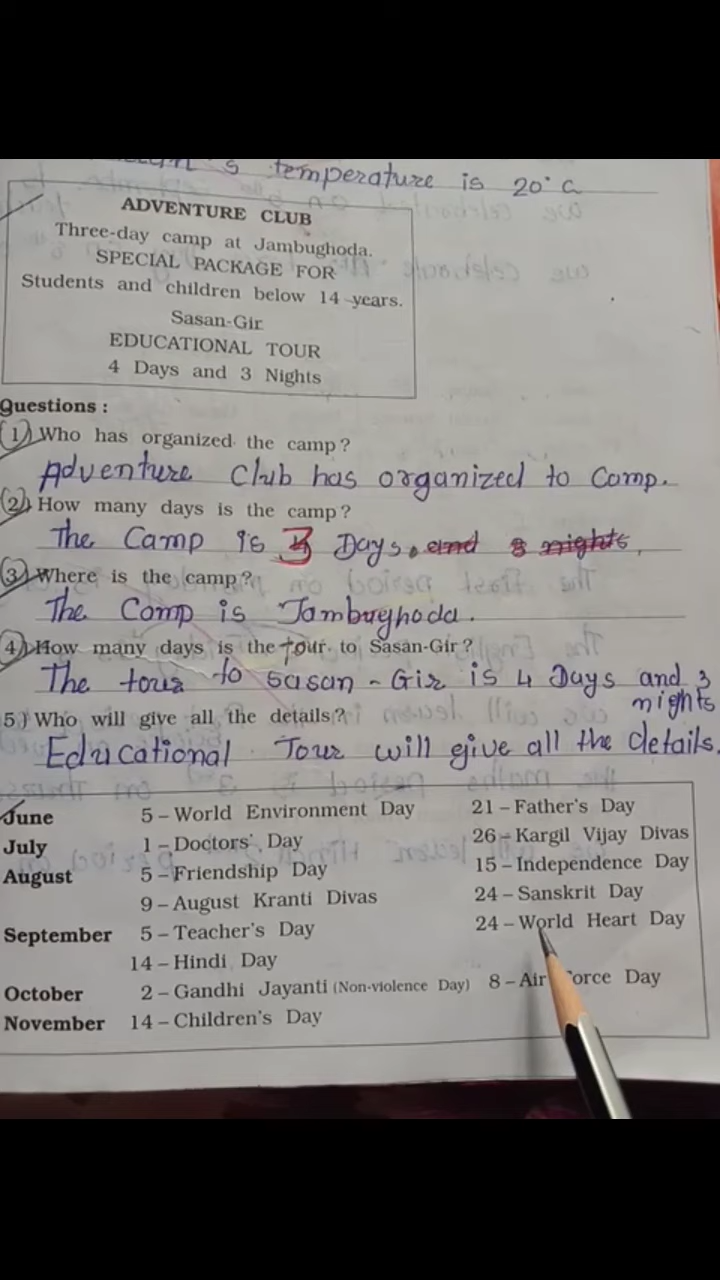 s temperature is 20° C
ADVENTURE CLUB
Three-day camp at Jambughoda.
SPECIAL PACKAGE FOR
Students and children below 14 years.
Sasan-Gir
EDUCATIONAL TOUR
4 Days and 3 Nights
Questions :
(1) Who has organized the camp?
Adventure Club has organized to Comp.
(2) How many days is the camp?
The Camp is 3 Days. and 3 nights.
(3) Where is the camp?
The Comp is Jambughoda.
(4) How many days is the tour to Sasan-Gir?
The tour to Sasan-Gir is 4 Days and 3 nights
5) Who will give all the details?
Educational Tour will give all the details.
June 5 – World Environment Day 21 – Father's Day
July 1 – Doctors' Day 26 – Kargil Vijay Divas
August 5 – Friendship Day 15 – Independence Day
9 – August Kranti Divas 24 – Sanskrit Day
September 5 – Teacher's Day 24 – World Heart Day
14 – Hindi Day
October 2 – Gandhi Jayanti (Non-violence Day) 8 – Air Force Day
November 14 – Children's Day